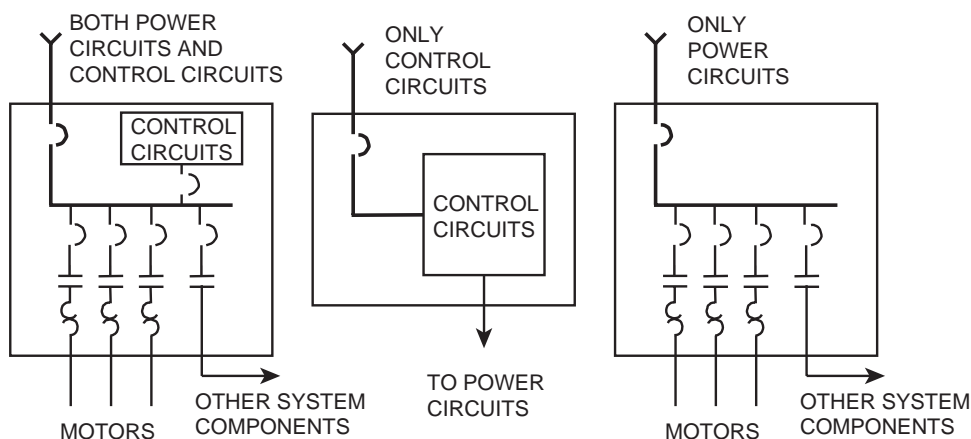 BOTH POWER
CIRCUITS AND
CONTROL CIRCUITS
CONTROL
CIRCUITS
MOTORS
OTHER SYSTEM
COMPONENTS
ONLY
CONTROL
CIRCUITS
CONTROL
CIRCUITS
TO POWER
CIRCUITS
ONLY
POWER
CIRCUITS
MOTORS
OTHER SYSTEM
COMPONENTS